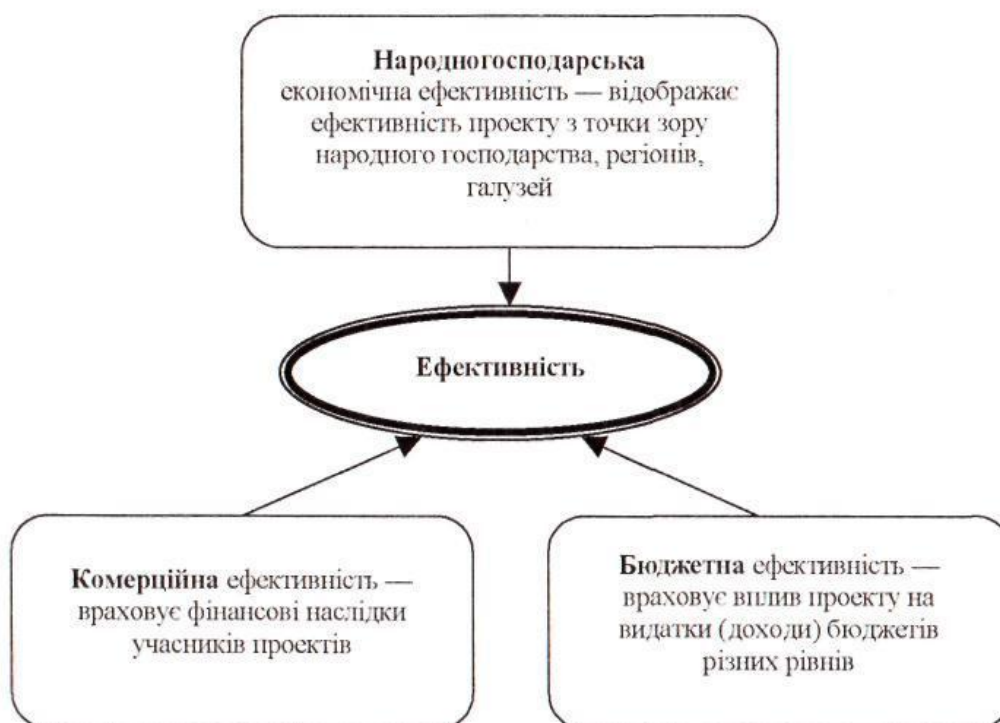 Народногосподарська
економічна ефективність — відображає
ефективність проекту з точки зору
народного господарства, регіонів,
галузей
Ефективність
Комерційна ефективність —
враховує фінансові наслідки
учасників проектів
Бюджетна ефективність —
враховує вплив проекту на
видатки (доходи) бюджетів
різних рівнів